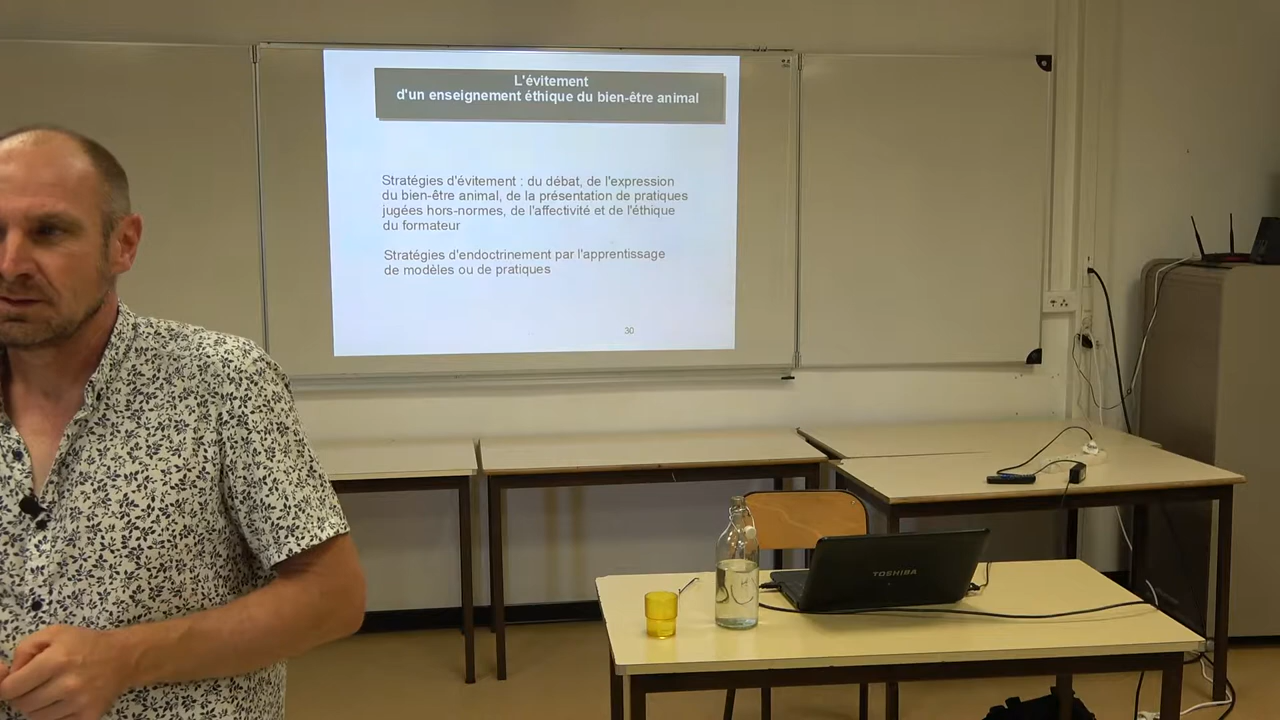 L'évitement
d'un enseignement éthique du bien-être animal
Stratégies d'évitement : du débat, de l'expression
du bien-être animal, de la présentation de pratiques
jugées hors-normes, de l'affectivité et de l'éthique
du formateur
Stratégies d'endoctrinement par l'apprentissage
de modèles ou de pratiques
30
TOSHIBA